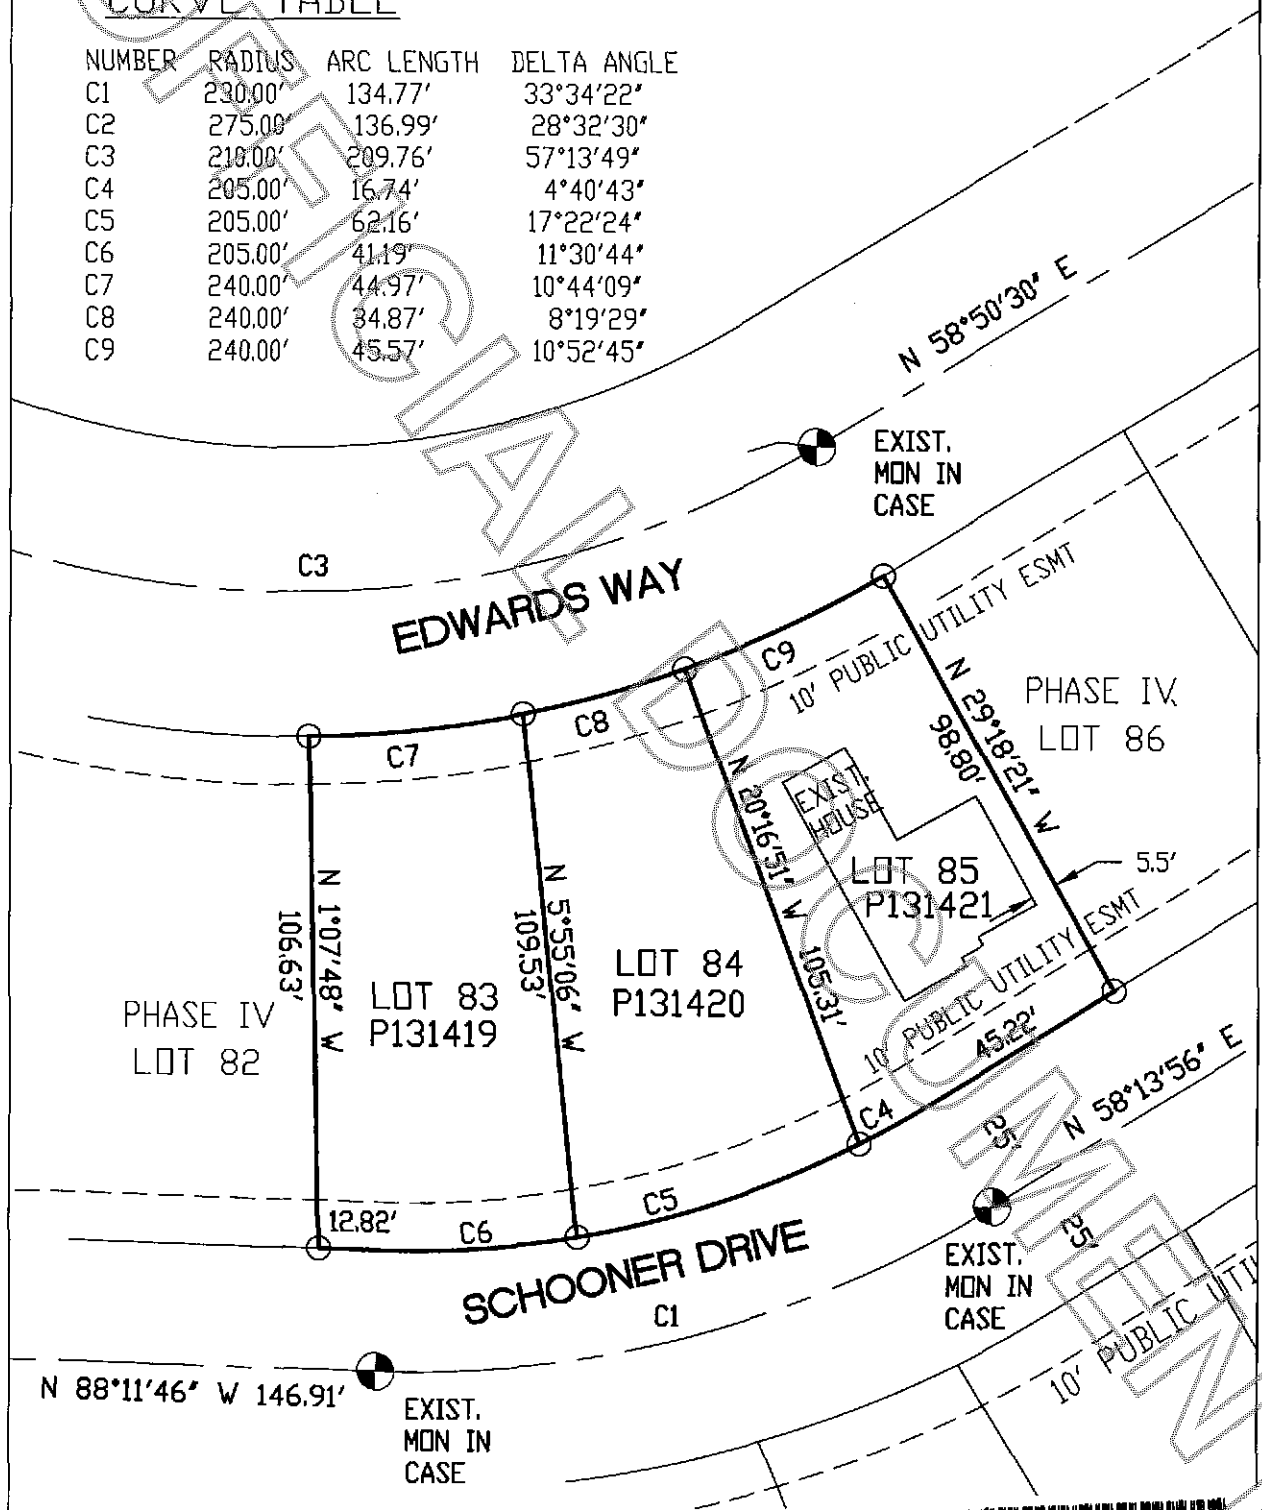 CURVE TABLE
NUMBER RADIUS ARC LENGTH DELTA ANGLE
C1 230.00' 134.77' 33°34'22"
C2 275.00' 136.99' 28°32'30"
C3 210.00' 209.76' 57°13'49"
C4 205.00' 16.74' 4°40'43"
C5 205.00' 62.16' 17°22'24"
C6 205.00' 41.19' 11°30'44"
C7 240.00' 44.97' 10°44'09"
C8 240.00' 34.87' 8°19'29"
C9 240.00' 45.57' 10°52'45"
N 58°50'30" E
EXIST.
MON IN
CASE
C3
EDWARDS WAY
C9
10' PUBLIC UTILITY ESMT
C8
C7
N 29°18'21" W
98.80'
PHASE IV
LOT 86
EXIST.
HOUSE
N 20°16'51" W 105.31'
LOT 85
P131421
5.5'
N 1°07'48" W
106.63'
N 5°55'06" W
109.53'
LOT 84
P131420
LOT 83
P131419
PHASE IV
LOT 82
10' PUBLIC UTILITY ESMT
45.22'
C4
N 58°13'56" E
25'
25'
12.82'
C6
C5
SCHOONER DRIVE
C1
EXIST.
MON IN
CASE
10' PUBLIC UTI
N 88°11'46" W 146.91'
EXIST.
MON IN
CASE
OFFICIAL DOCUMEN